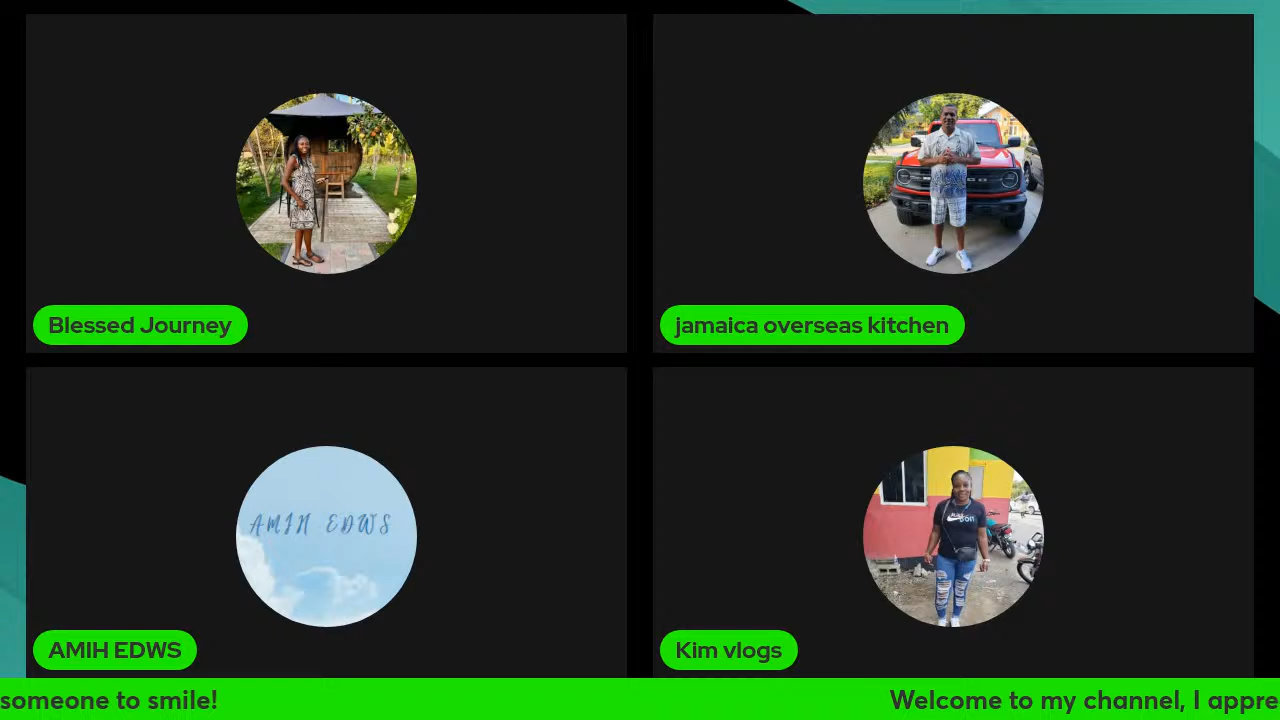 Blessed Journey
jamaica overseas kitchen
AMIH EDWS
AMIH EDWS
Kim vlogs
someone to smile!
Welcome to my channel, I appre